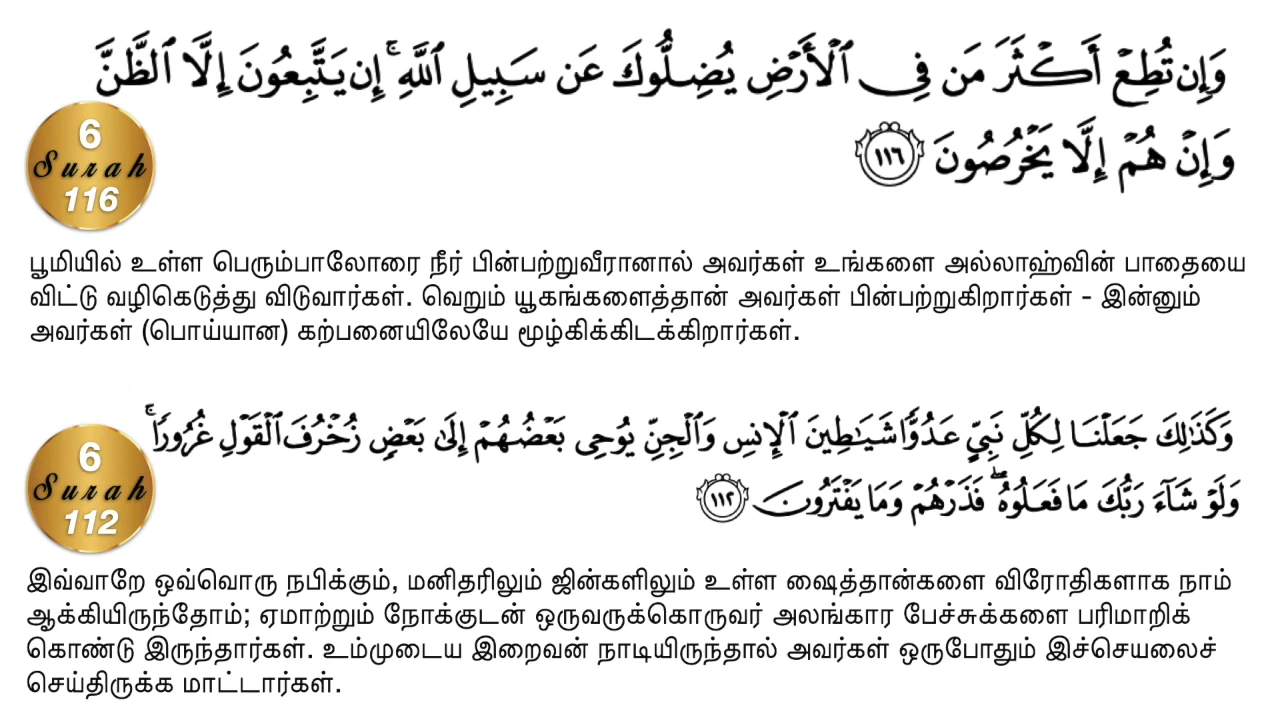 وَإِن تُطِعْ أَكْثَرَ مَن فِي ٱلْأَرْضِ يُضِلُّوكَ عَن سَبِيلِ ٱللَّهِ ۚ إِن يَتَّبِعُونَ إِلَّا ٱلظَّنَّ
وَإِنْ هُمْ إِلَّا يَخْرُصُونَ ١١٦
6
Surah
116
பூமியில் உள்ள பெரும்பாலோரை நீர் பின்பற்றுவீரானால் அவர்கள் உங்களை அல்லாஹ்வின் பாதையை
விட்டு வழிகெடுத்து விடுவார்கள். வெறும் யூகங்களைத்தான் அவர்கள் பின்பற்றுகிறார்கள் - இன்னும்
அவர்கள் (பொய்யான) கற்பனையிலேயே மூழ்கிக்கிடக்கிறார்கள்.
وَكَذَٰلِكَ جَعَلْنَا لِكُلِّ نَبِيٍّ عَدُوًّا شَيَـٰطِينَ ٱلْإِنسِ وَٱلْجِنِّ يُوحِى بَعْضُهُمْ إِلَىٰ بَعْضٍ زُخْرُفَ ٱلْقَوْلِ غُرُورًا ۚ
وَلَوْ شَآءَ رَبُّكَ مَا فَعَلُوهُ ۖ فَذَرْهُمْ وَمَا يَفْتَرُونَ ١١٢
6
Surah
112
இவ்வாறே ஒவ்வொரு நபிக்கும், மனிதரிலும் ஜின்களிலும் உள்ள ஷைத்தான்களை விரோதிகளாக நாம்
ஆக்கியிருந்தோம்; ஏமாற்றும் நோக்குடன் ஒருவருக்கொருவர் அலங்கார பேச்சுக்களை பரிமாறிக்
கொண்டு இருந்தார்கள். உம்முடைய இறைவன் நாடியிருந்தால் அவர்கள் ஒருபோதும் இச்செயலைச்
செய்திருக்க மாட்டார்கள்.